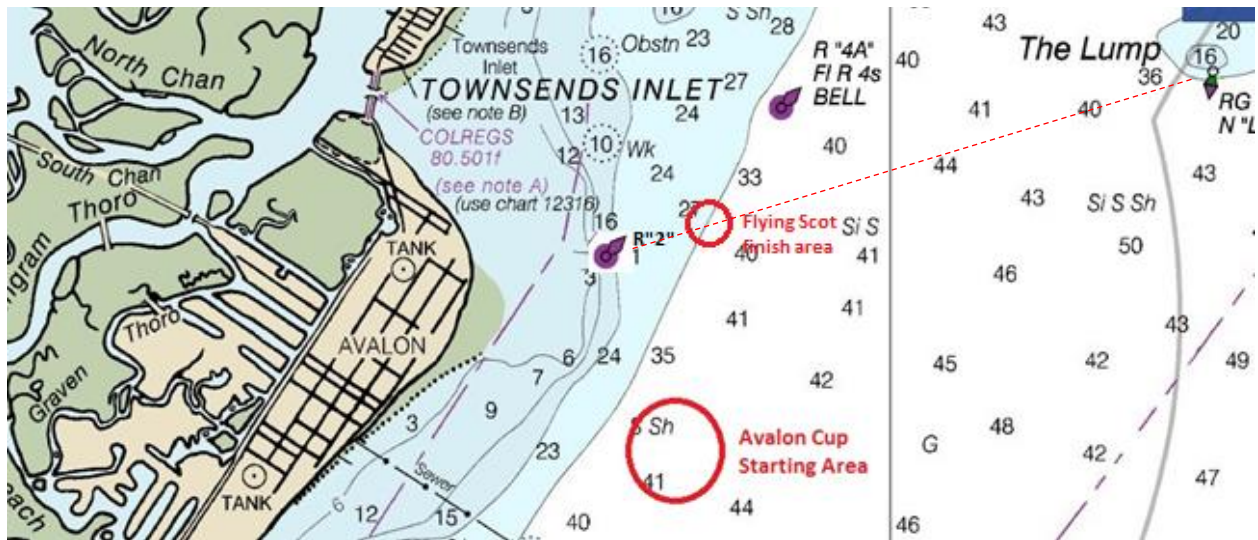 North Chan
South Chan
Thoro
ngram
Thoro
Graven
each
Townsends
Inlet
TOWNSENDS INLET
(see note B)
COLREGS
80.501f
(see note A)
(use chart 12316)
TANK
AVALON
TANK
Sewer
16
Obstn
23
S Sh
28
27
13
24
12
10
Wk
24
16
27
33
40
R "4A"
Fl R 4s
BELL
R"2"
1
3
Flying Scot
finish area
Si S
40
41
41
41
6
24
35
7
42
9
3
S Sh
23
41
Avalon Cup
Starting Area
6
12
15
40
44
43
40
The Lump
20
16
36
41
40
RG
N "L
44
43
43
Si S Sh
50
46
43
45
42
49
48
G
42
47
46